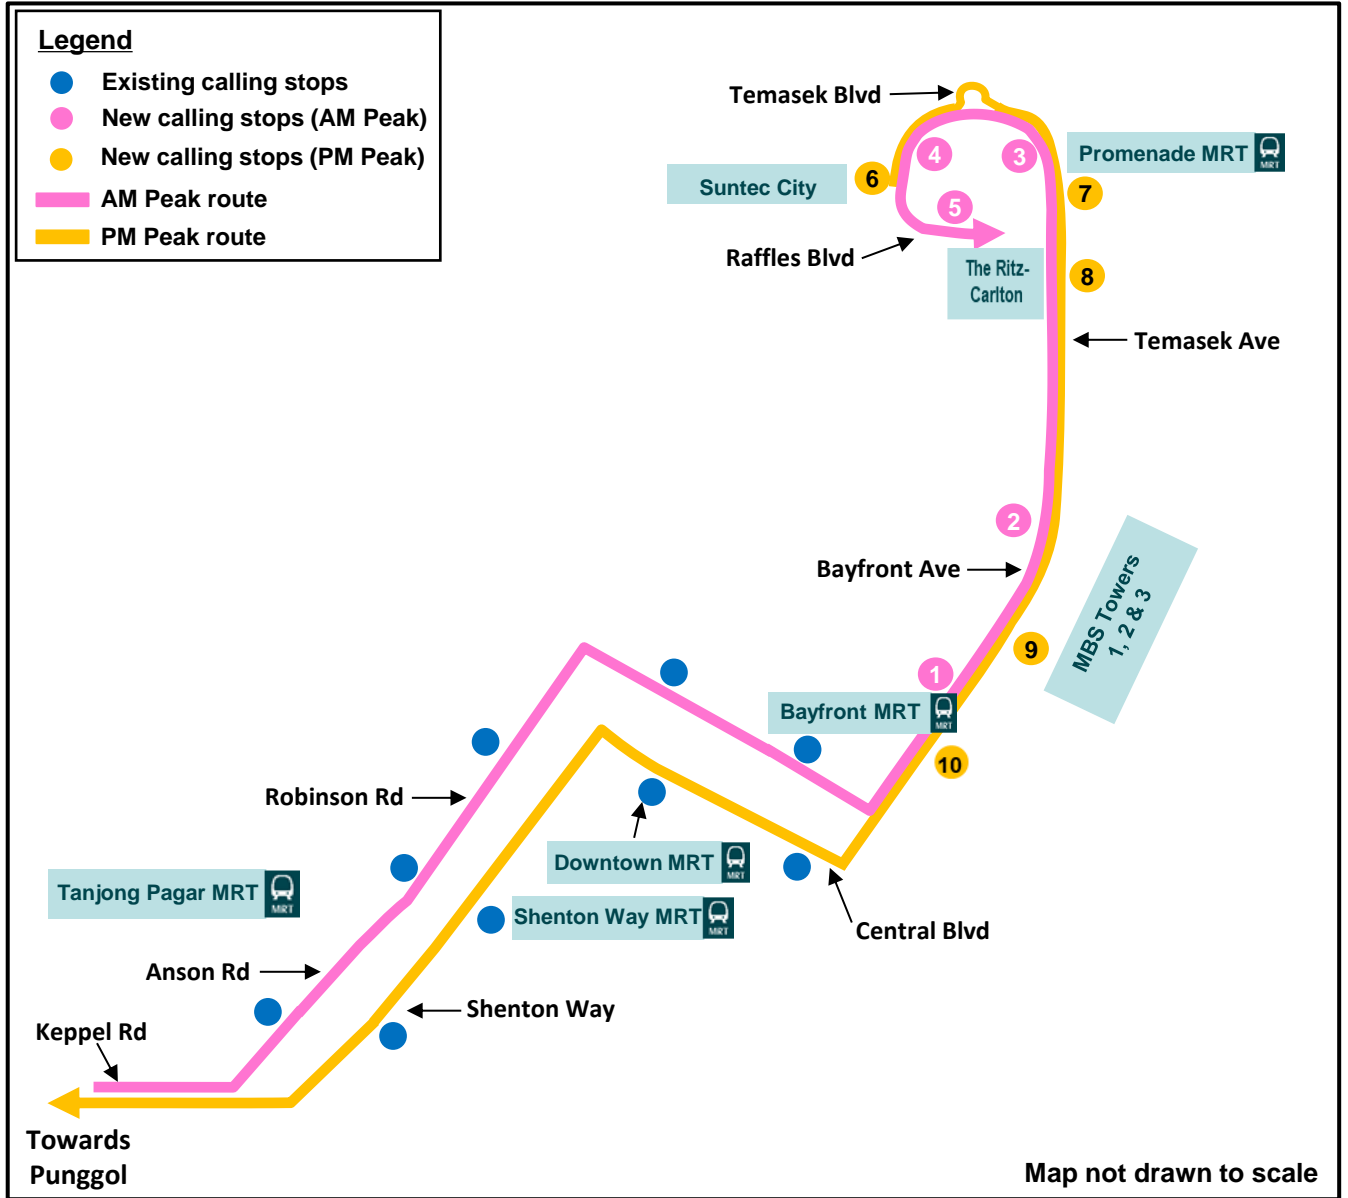 Legend
Existing calling stops
New calling stops (AM Peak)
New calling stops (PM Peak)
AM Peak route
PM Peak route
Temasek Blvd
4
3
Promenade MRT
MRT
Suntec City
6
7
5
Raffles Blvd
The Ritz-
Carlton
8
Temasek Ave
2
Bayfront Ave
MBS Towers
1, 2 & 3
9
1
Bayfront MRT
MRT
10
Robinson Rd
Downtown MRT
MRT
Tanjong Pagar MRT
MRT
Shenton Way MRT
MRT
Central Blvd
Anson Rd
Shenton Way
Keppel Rd
Towards
Punggol
Map not drawn to scale